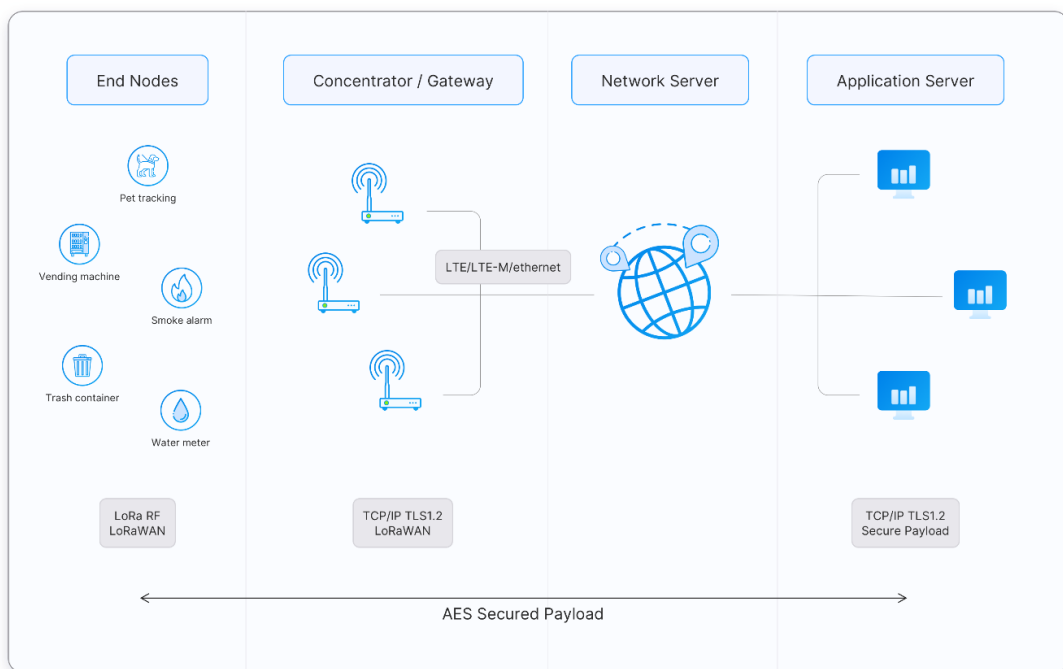 End Nodes
Concentrator / Gateway
Network Server
Application Server
Pet tracking
Vending machine
Smoke alarm
Trash container
Water meter
LTE/LTE-M/ethernet
LoRa RF
LoRaWAN
TCP/IP TLS1.2
LoRaWAN
TCP/IP TLS1.2
Secure Payload
AES Secured Payload